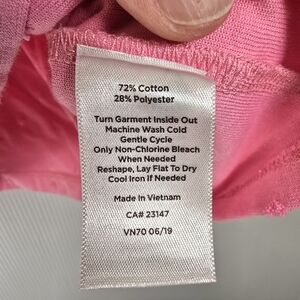 72% Cotton
28% Polyester
Turn Garment Inside Out
Machine Wash Cold
Gentle Cycle
Only Non-Chlorine Bleach
When Needed
Reshape, Lay Flat To Dry
Cool Iron if Needed
Made in Vietnam
CA# 23147
VN70 06/19